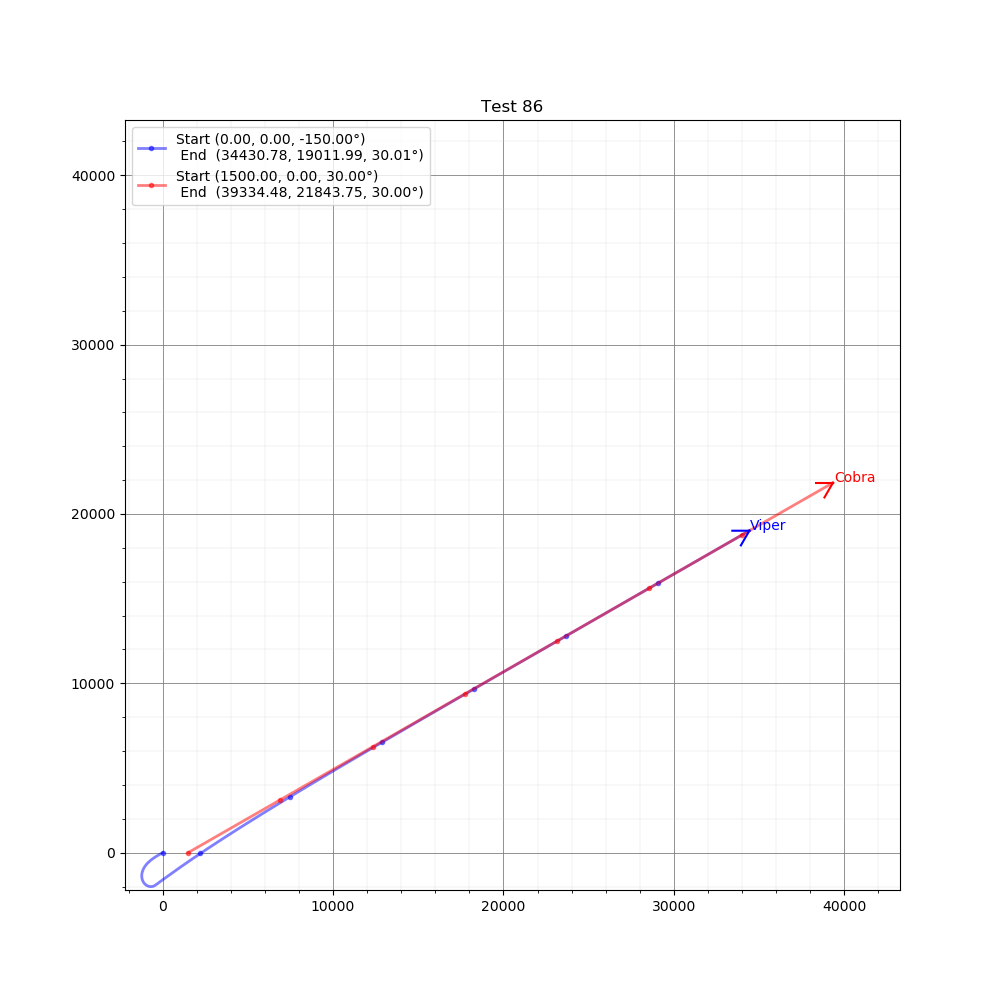 Test 86
Start (0.00, 0.00, -150.00°)
End (34430.78, 19011.99, 30.01°)
Start (1500.00, 0.00, 30.00°)
End (39334.48, 21843.75, 30.00°)
40000
30000
Cobra
20000
Viper
10000
0
0
10000
20000
30000
40000